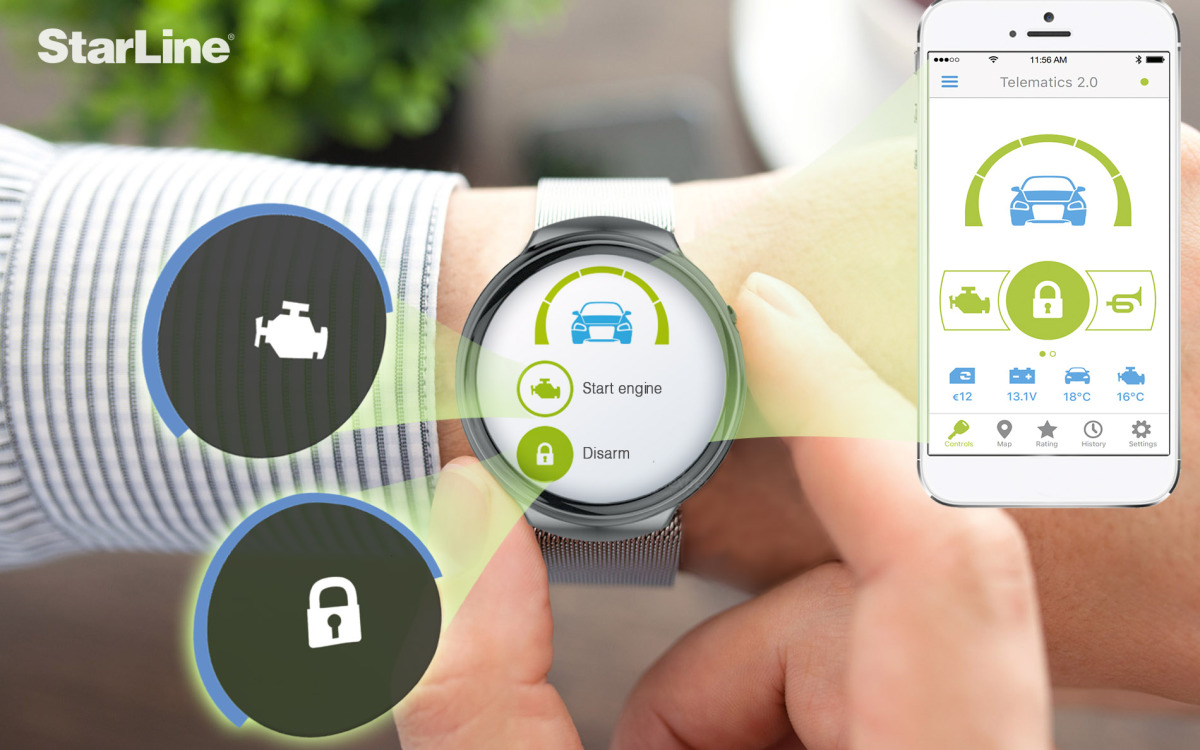 StarLine®
11:56 AM
Telematics 2.0
Start engine
Disarm
€12 13.1V 18°C 16°C
Controls Map Rating History Settings